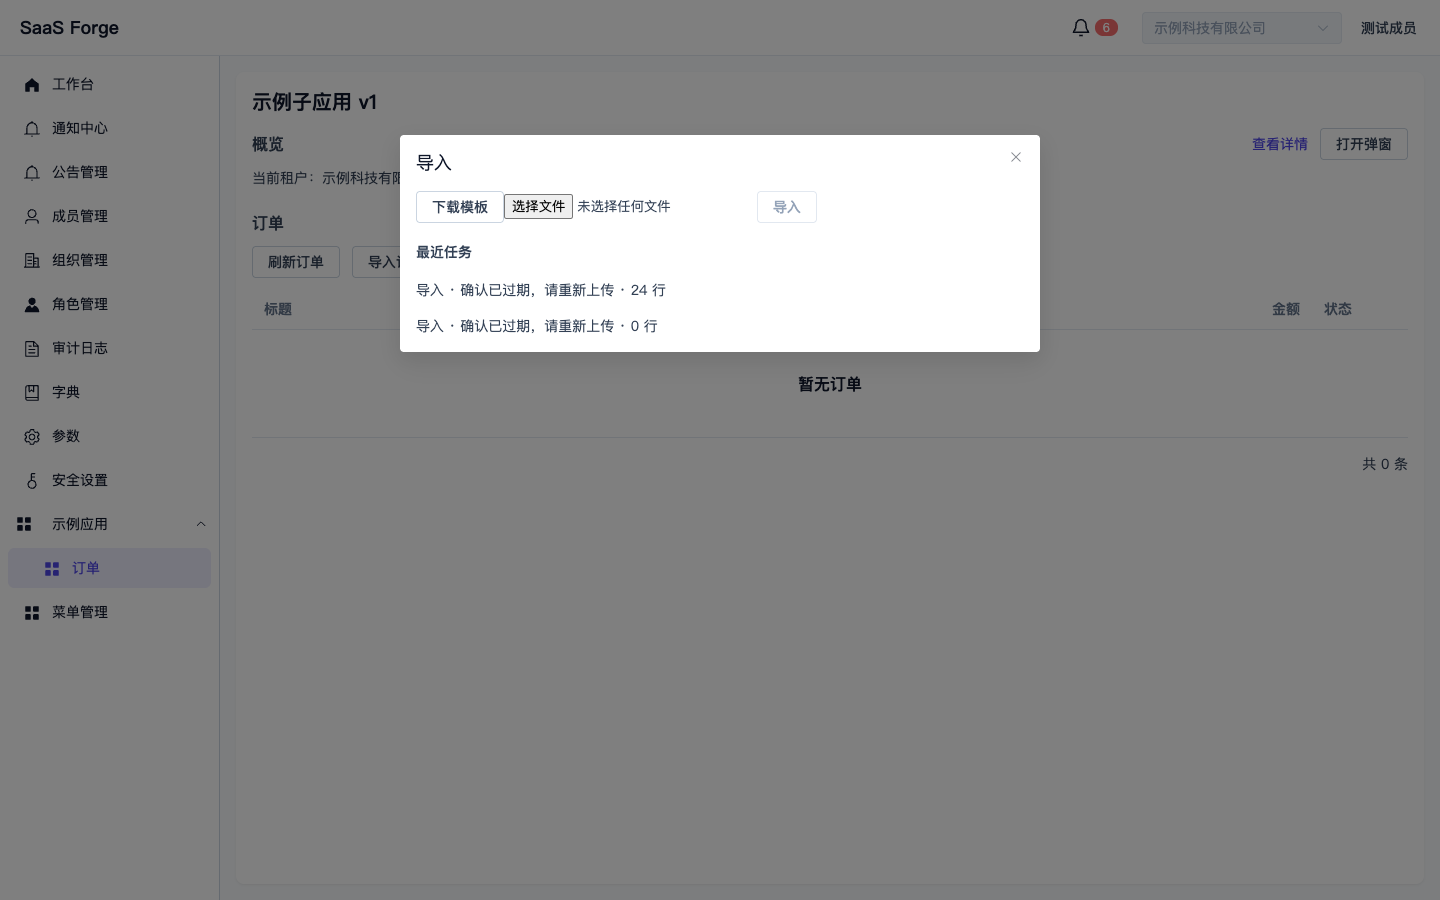 SaaS Forge
6
示例科技有限公司
测试成员
工作台
通知中心
公告管理
成员管理
组织管理
角色管理
审计日志
字典
参数
安全设置
示例应用
订单
菜单管理
示例子应用 v1
概览
查看详情 打开弹窗
当前租户：示例科技有限
订单
刷新订单 导入
标题 金额 状态
暂无订单
共 0 条
导入
下载模板 选择文件 未选择任何文件 导入
最近任务
导入 · 确认已过期，请重新上传 · 24 行
导入 · 确认已过期，请重新上传 · 0 行